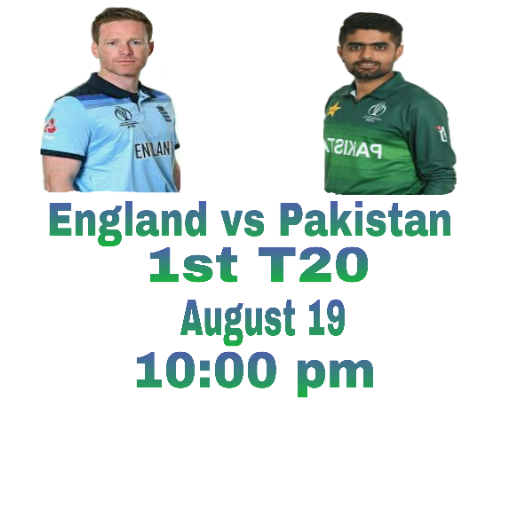 ENGLAN
PAKISTA
England vs Pakistan
1st T20
August 19
10:00 pm